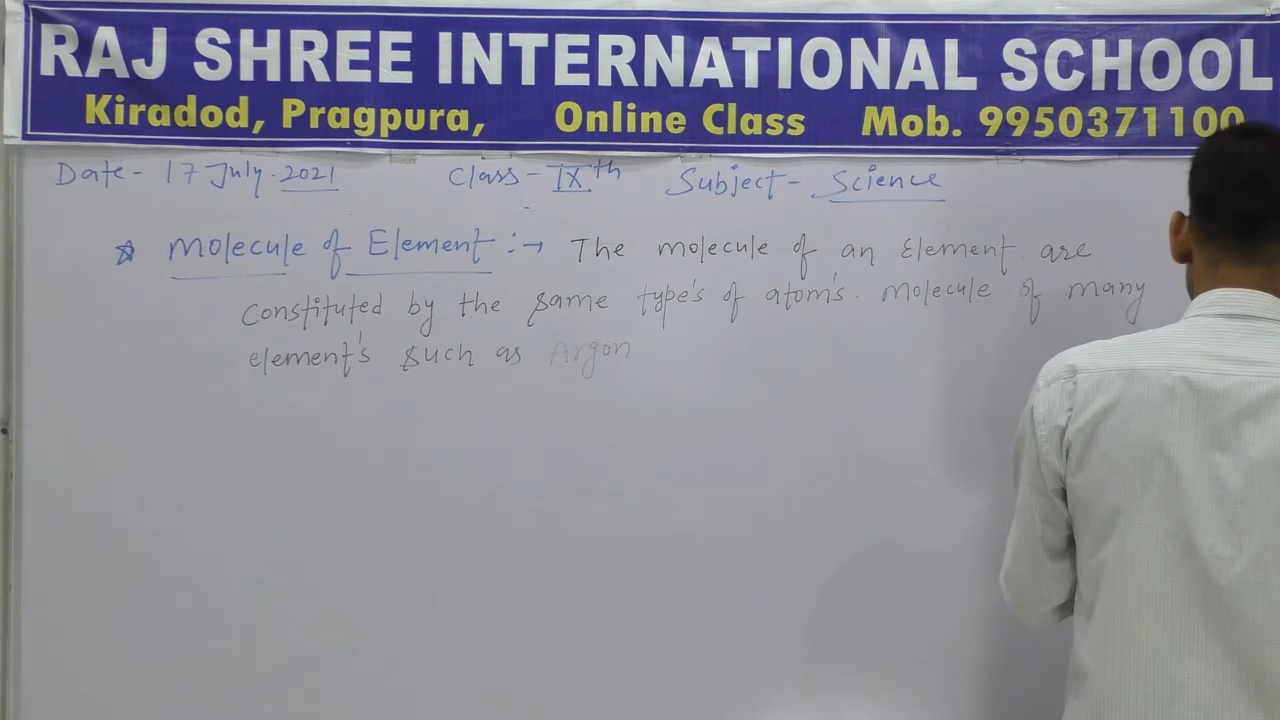 RAJ SHREE INTERNATIONAL SCHOOL
Kiradod, Pragpura, Online Class Mob. 9950371100
Date - 17 July. 2021 Class - IXth Subject - Science
☆ Molecule of Element :→ The molecule of an Element are
constituted by the same type's of atom's. Molecule of many
element's such as Argon